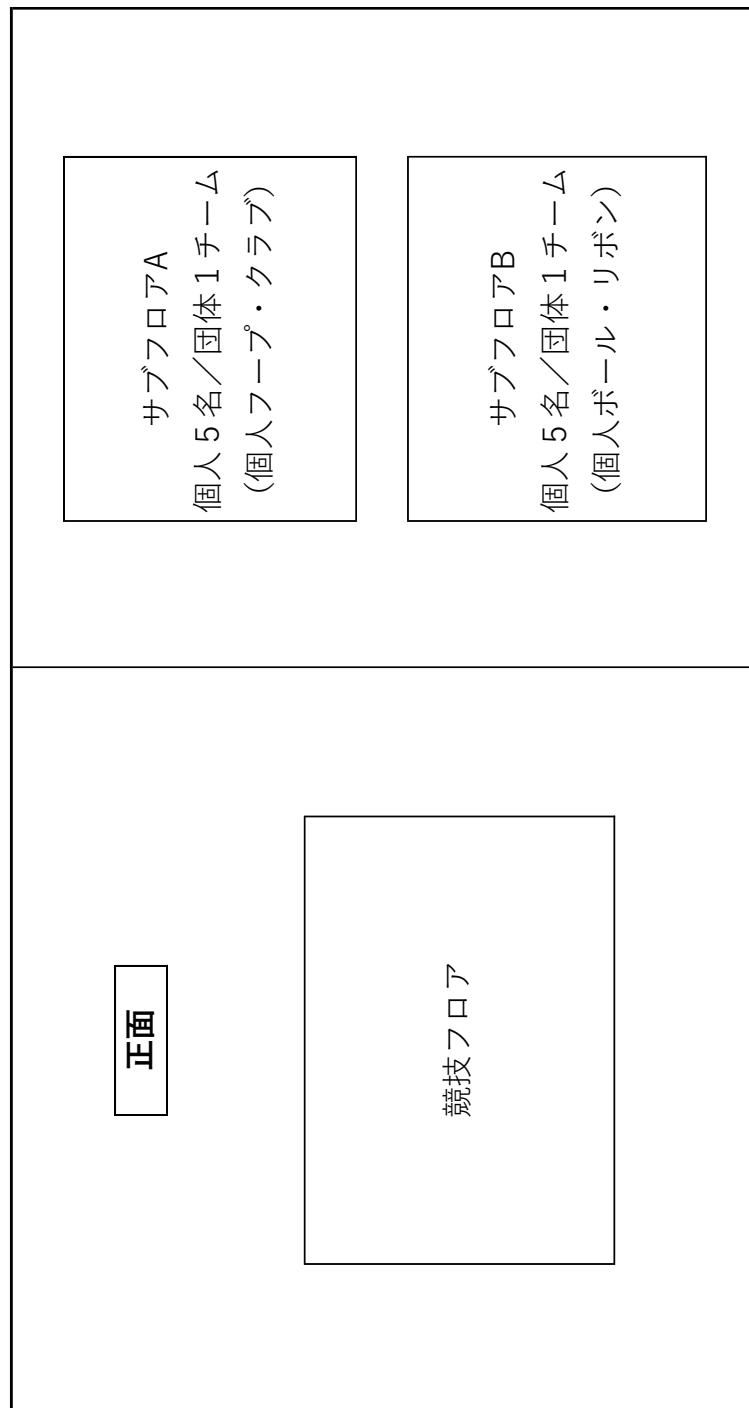 サブフロアA
個人５名／団体１チーム
（個人フープ・クラブ）
サブフロアB
個人５名／団体１チーム
（個人ボール・リボン）
正面
競技フロア